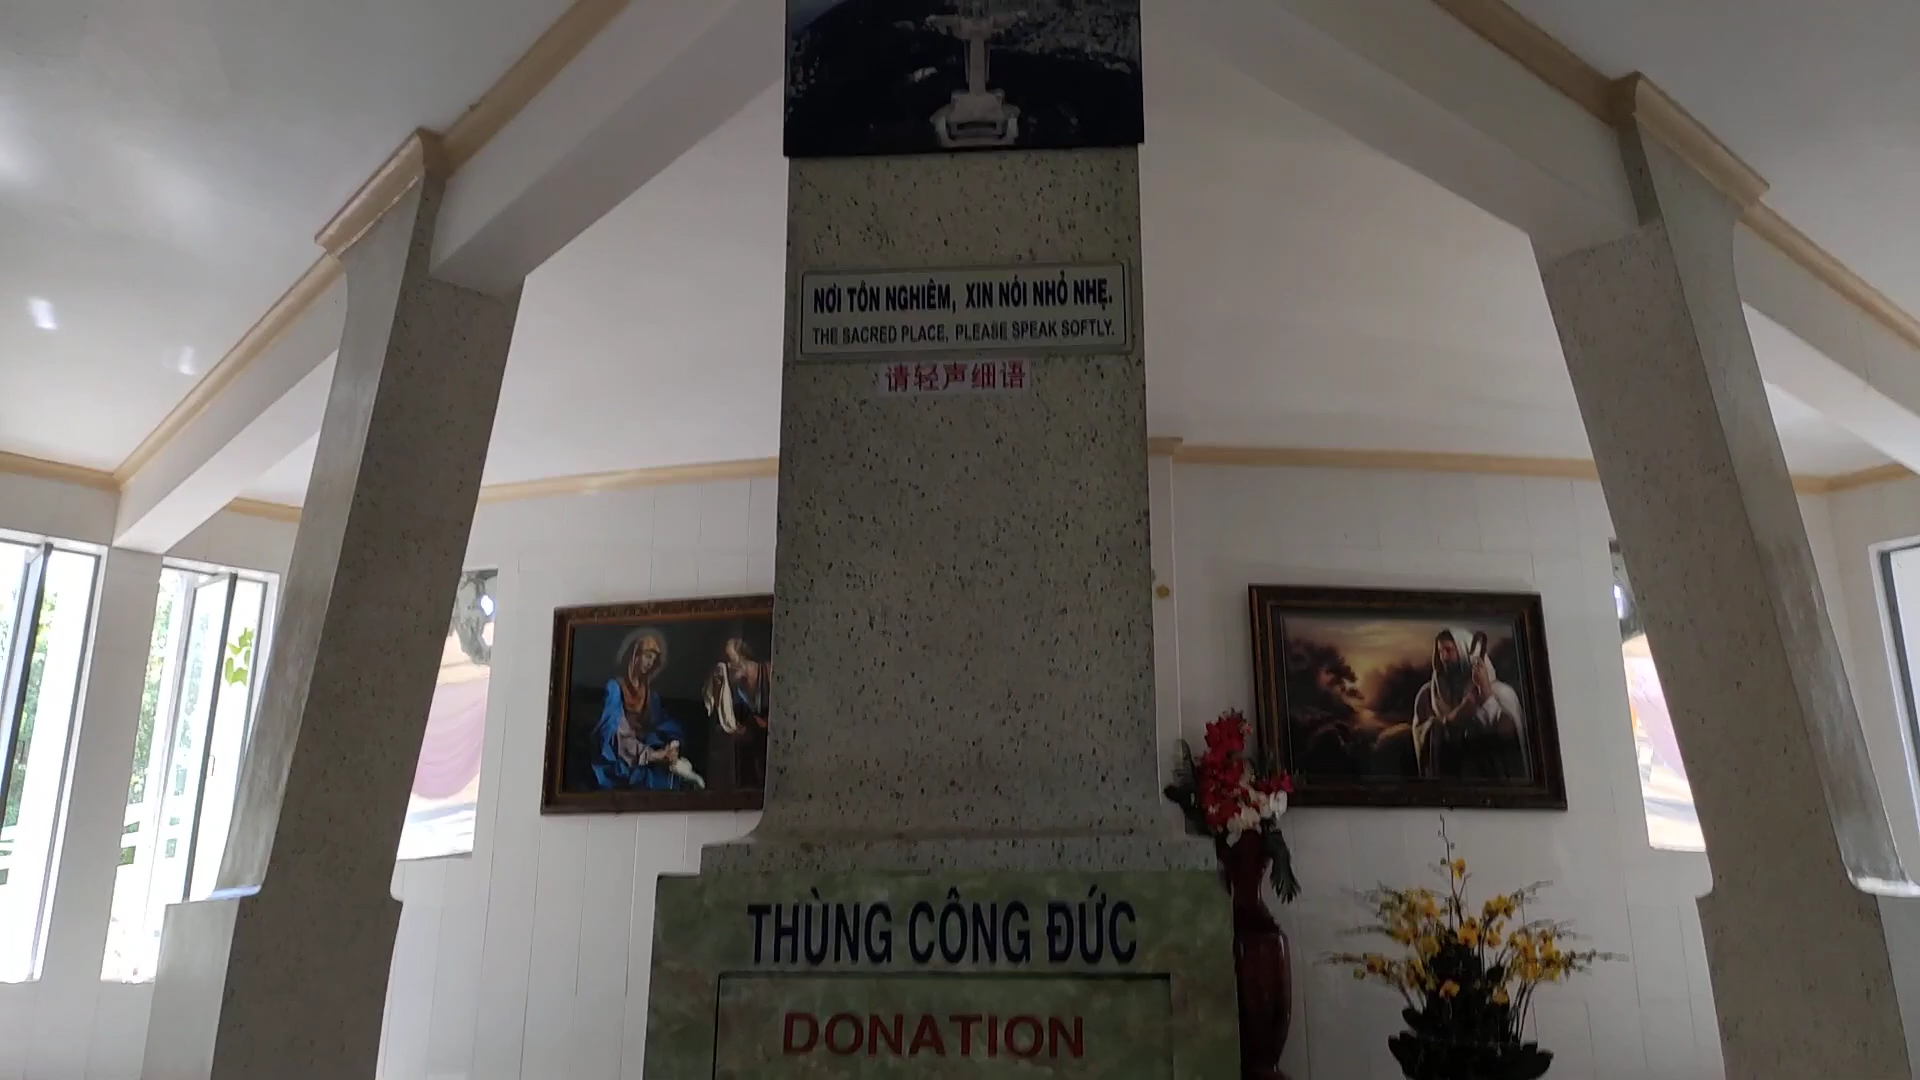 NƠI TÔN NGHIÊM, XIN NÓI NHỎ NHẸ.
THE SACRED PLACE, PLEASE SPEAK SOFTLY.
请轻声细语
THÙNG CÔNG ĐỨC
DONATION